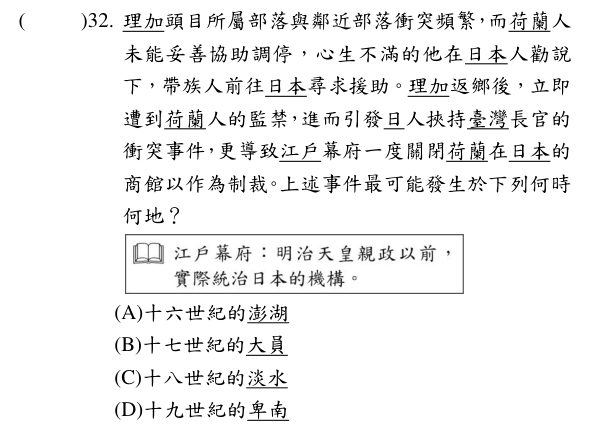 (　　)32. 理加頭目所屬部落與鄰近部落衝突頻繁，而荷蘭人
未能妥善協助調停，心生不滿的他在日本人勸說
下，帶族人前往日本尋求援助。理加返鄉後，立即
遭到荷蘭人的監禁，進而引發日人挾持臺灣長官的
衝突事件，更導致江戶幕府一度關閉荷蘭在日本的
商館以作為制裁。上述事件最可能發生於下列何時
何地？
江戶幕府：明治天皇親政以前，
實際統治日本的機構。
(A)十六世紀的澎湖
(B)十七世紀的大員
(C)十八世紀的淡水
(D)十九世紀的卑南